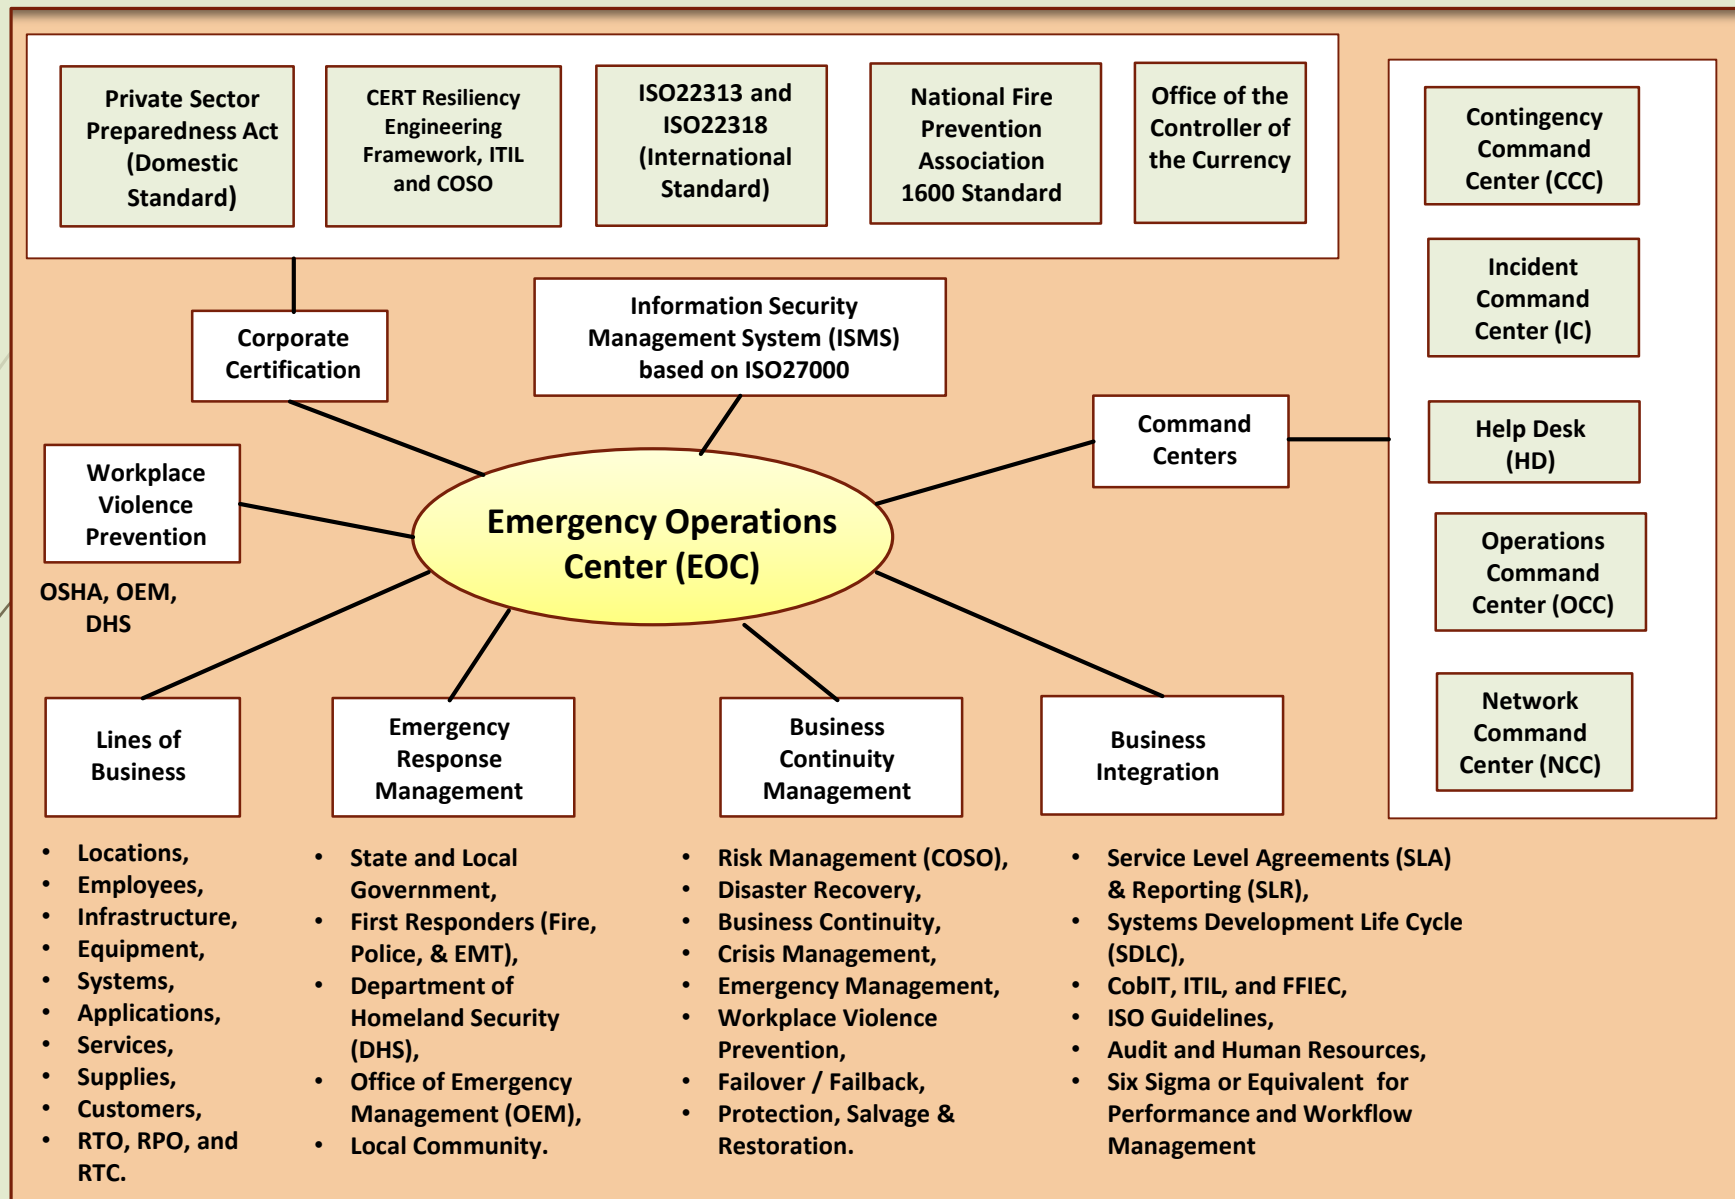 Private Sector
Preparedness Act
(Domestic
Standard)
CERT Resiliency
Engineering
Framework, ITIL
and COSO
ISO22313 and
ISO22318
(International
Standard)
National Fire
Prevention
Association
1600 Standard
Office of the
Controller of
the Currency
Contingency
Command
Center (CCC)
Incident
Command
Center (IC)
Help Desk
(HD)
Operations
Command
Center (OCC)
Network
Command
Center (NCC)
Corporate
Certification
Information Security
Management System (ISMS)
based on ISO27000
Command
Centers
Workplace
Violence
Prevention
OSHA, OEM,
DHS
Emergency Operations
Center (EOC)
Lines of
Business
Emergency
Response
Management
Business
Continuity
Management
Business
Integration
• Locations,
• Employees,
• Infrastructure,
• Equipment,
• Systems,
• Applications,
• Services,
• Supplies,
• Customers,
• RTO, RPO, and
RTC.
• State and Local
Government,
• First Responders (Fire,
Police, & EMT),
• Department of
Homeland Security
(DHS),
• Office of Emergency
Management (OEM),
• Local Community.
• Risk Management (COSO),
• Disaster Recovery,
• Business Continuity,
• Crisis Management,
• Emergency Management,
• Workplace Violence
Prevention,
• Failover / Failback,
• Protection, Salvage &
Restoration.
• Service Level Agreements (SLA)
& Reporting (SLR),
• Systems Development Life Cycle
(SDLC),
• CobIT, ITIL, and FFIEC,
• ISO Guidelines,
• Audit and Human Resources,
• Six Sigma or Equivalent for
Performance and Workflow
Management